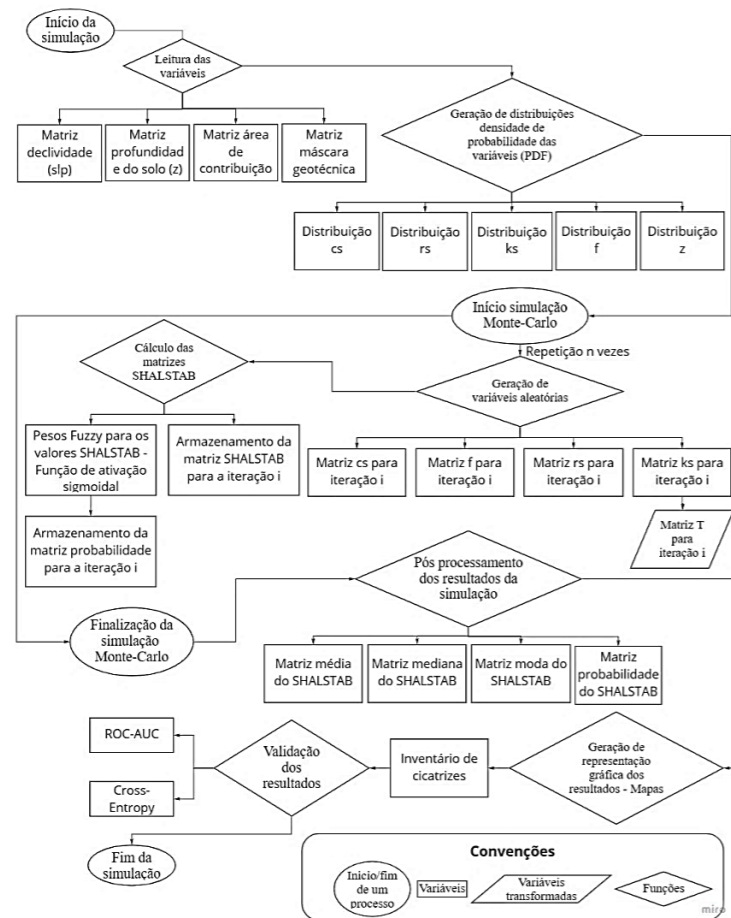 Início da
simulação
Leitura das
variáveis
Matriz
declividade
(slp)
Matriz
profundidad
e do solo (z)
Matriz área
de
contribuição
Matriz
máscara
geotécnica
Geração de distribuições
densidade de
probabilidade das
variáveis (PDF)
Distribuição
cs
Distribuição
rs
Distribuição
ks
Distribuição
f
Distribuição
z
Início simulação
Monte-Carlo
Repetição n vezes
Geração de
variáveis aleatórias
Cálculo das
matrizes
SHALSTAB
Pesos Fuzzy para os
valores SHALSTAB -
Função de ativação
sigmoidal
Armazenamento da
matriz SHALSTAB
para a iteração i
Armazenamento da
matriz probabilidade
para a iteração i
Matriz cs para
iteração i
Matriz f para
iteração i
Matriz rs para
iteração i
Matriz ks para
iteração i
Matriz T
para
iteração i
Finalização da
simulação
Monte-Carlo
Pós processamento
dos resultados da
simulação
Matriz média
do SHALSTAB
Matriz mediana
do SHALSTAB
Matriz moda do
SHALSTAB
Matriz
probabilidade
do SHALSTAB
Geração de
representação
gráfica dos
resultados - Mapas
Inventário de
cicatrizes
Validação
dos
resultados
ROC-AUC
Cross-
Entropy
Fim da
simulação
Convenções
Inicio/fim
de um
processo
Variáveis
Variáveis
transformadas
Funções
miro